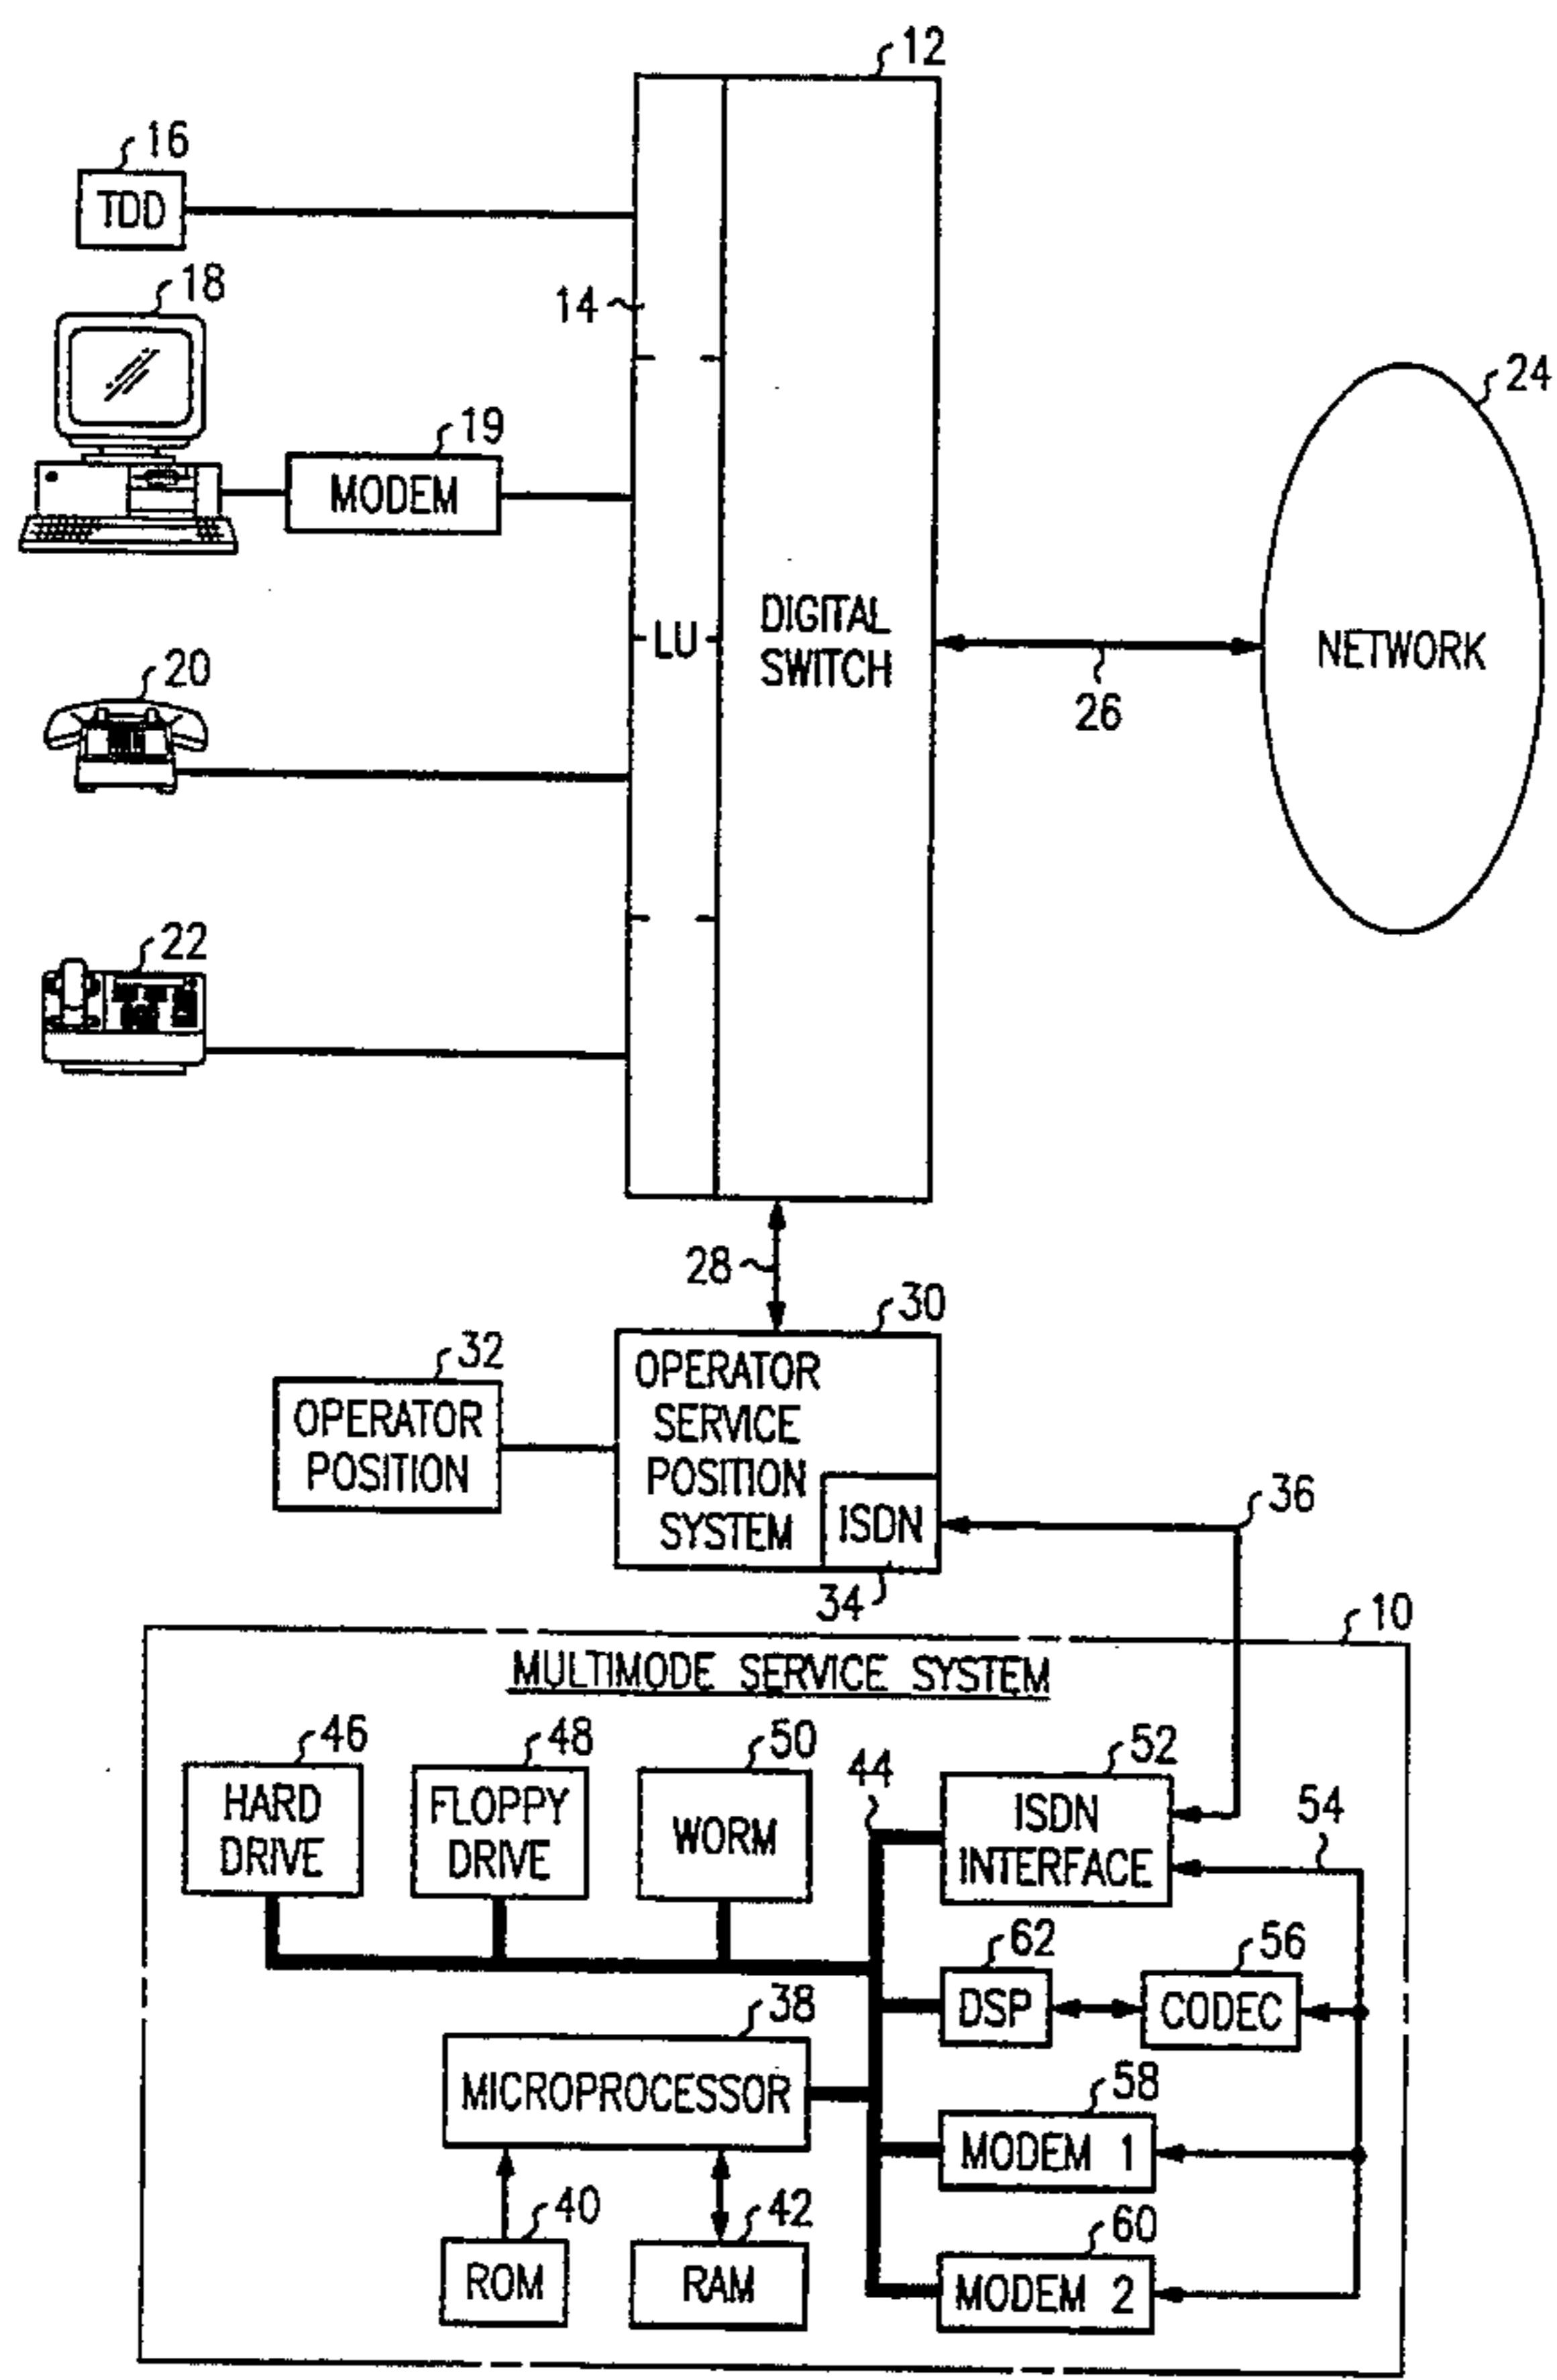 12
16
TDD
18
14
19
MODEM
24
LU
DIGITAL
SWITCH
NETWORK
26
20
22
28
30
32
OPERATOR
POSITION
OPERATOR
SERVICE
POSITION
SYSTEM
ISDN
34
36
10
MULTIMODE SERVICE SYSTEM
46
HARD
DRIVE
48
FLOPPY
DRIVE
50
WORM
44
52
ISDN
INTERFACE
54
62
DSP
56
CODEC
38
MICROPROCESSOR
58
MODEM 1
40
ROM
42
RAM
60
MODEM 2